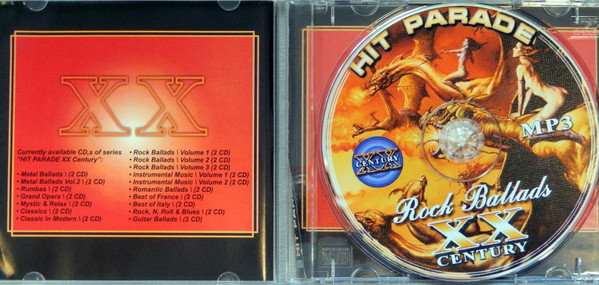 XX
Currently available CD,s of series
"HIT PARADE XX Century":
• Metal Ballads \ (2 CD)
• Metal Ballads Vol.2 \ (2 CD)
• Rumbas \ (2 CD)
• Grand Opera \ (2 CD)
• Mystic & Relax \ (2 CD)
• Classics \ (2 CD)
• Classic In Modern \ (2 CD)
• Rock Ballads \ Volume 1 (2 CD)
• Rock Ballads \ Volume 2 (2 CD)
• Rock Ballads \ Volume 3 (2 CD)
• Instrumental Music \ Volume 1 (2 CD)
• Instrumental Music \ Volume 2 (2 CD)
• Romantic Ballads \ (2 CD)
• Best of France \ (2 CD)
• Best of Italy \ (2 CD)
• Rock, N, Roll & Blues \ (2 CD)
• Guitar Ballads \ (2 CD)
HIT PARADE
MP3
XX
CENTURY
Rock Ballads
XX
CENTURY